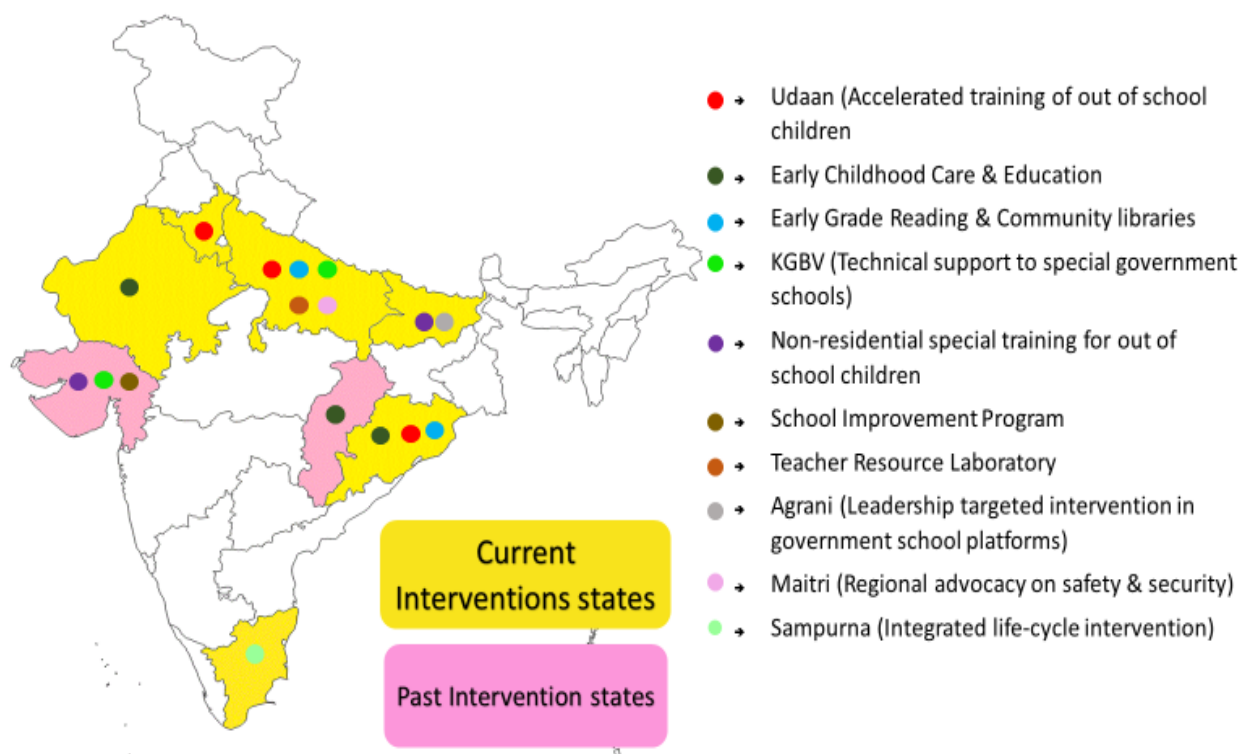 Udaan (Accelerated training of out of school
children
Early Childhood Care & Education
Early Grade Reading & Community libraries
KGBV (Technical support to special government
schools)
Non-residential special training for out of
school children
School Improvement Program
Teacher Resource Laboratory
Agrani (Leadership targeted intervention in
government school platforms)
Maitri (Regional advocacy on safety & security)
Sampurna (Integrated life-cycle intervention)
Current
Interventions states
Past Intervention states